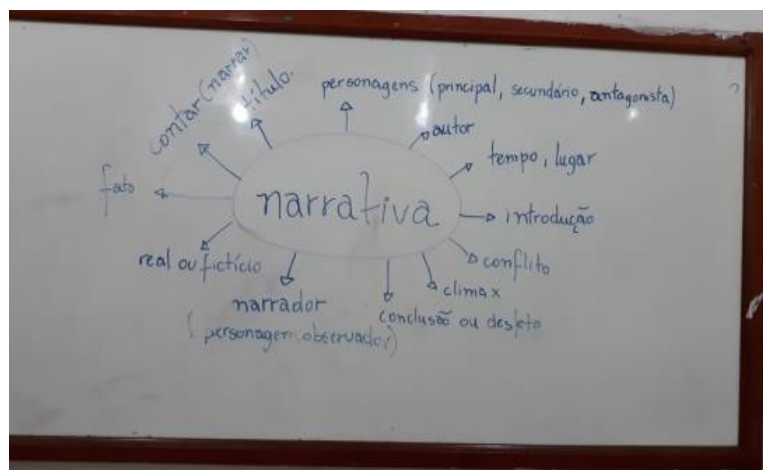 contar (narrar)
título
personagens (principal, secundário, antagonista)
autor
tempo, lugar
fato
narrativa
introdução
real ou fictício
conflito
climax
narrador
(personagem, observador)
conclusão ou desfeto